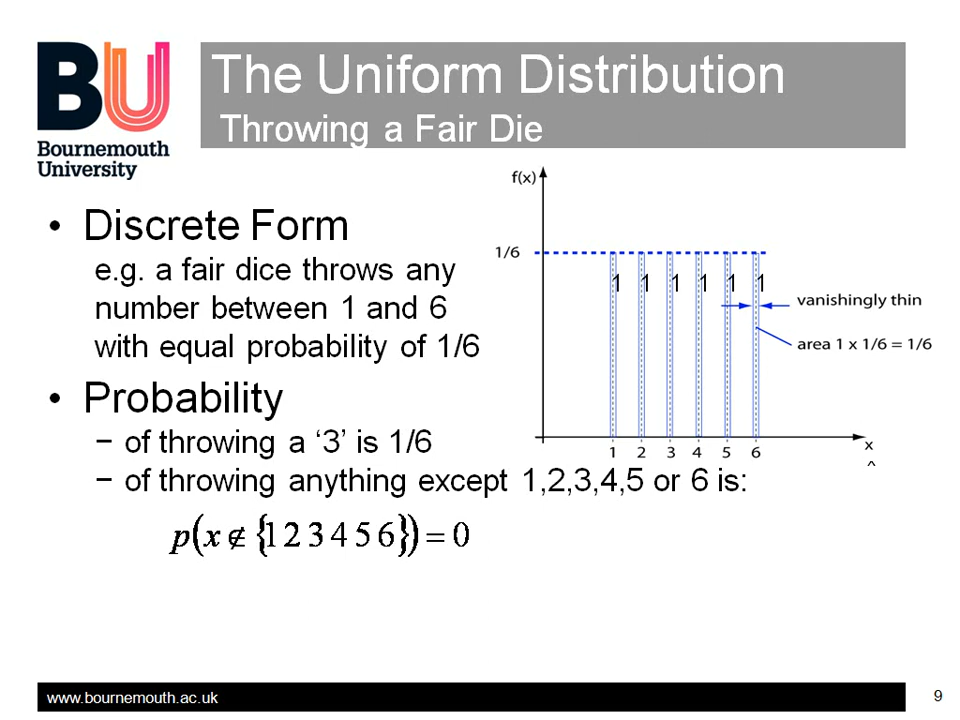 BU
Bournemouth
University
The Uniform Distribution
Throwing a Fair Die
• Discrete Form
e.g. a fair dice throws any
number between 1 and 6
with equal probability of 1/6
• Probability
− of throwing a ‘3’ is 1/6
− of throwing anything except 1,2,3,4,5 or 6 is:
p(x ∉ {1 2 3 4 5 6}) = 0
f(x)
1/6
1 1 1 1 1 1
vanishingly thin
area 1 x 1/6 = 1/6
1 2 3 4 5 6
x
^
www.bournemouth.ac.uk
9